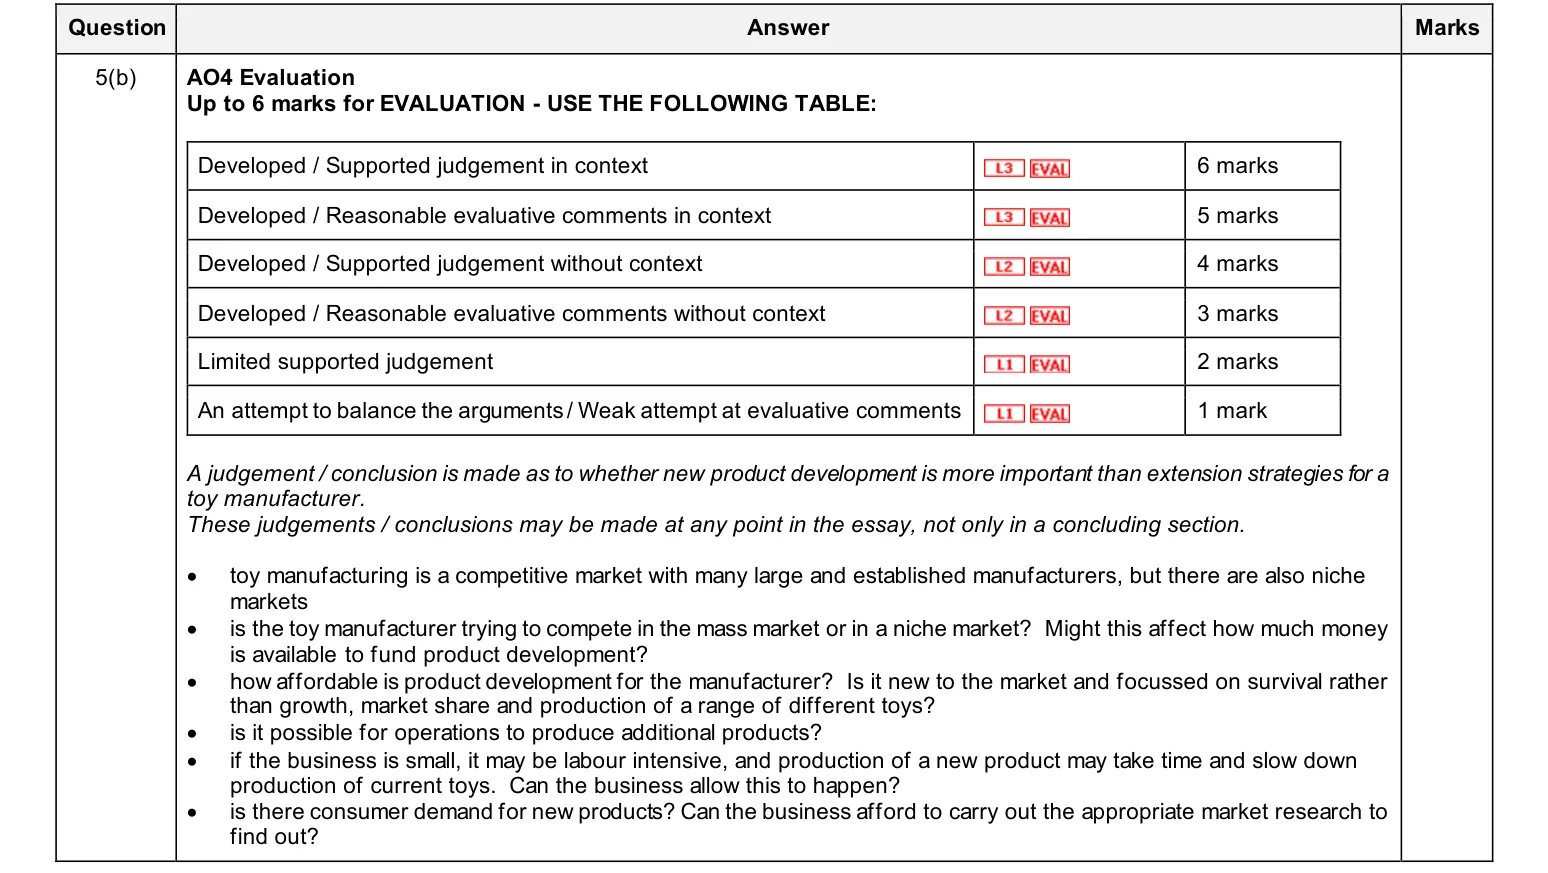 Question Answer Marks
5(b) AO4 Evaluation
Up to 6 marks for EVALUATION - USE THE FOLLOWING TABLE:
Developed / Supported judgement in context L3 EVAL 6 marks
Developed / Reasonable evaluative comments in context L3 EVAL 5 marks
Developed / Supported judgement without context L2 EVAL 4 marks
Developed / Reasonable evaluative comments without context L2 EVAL 3 marks
Limited supported judgement L1 EVAL 2 marks
An attempt to balance the arguments / Weak attempt at evaluative comments L1 EVAL 1 mark
A judgement / conclusion is made as to whether new product development is more important than extension strategies for a
toy manufacturer.
These judgements / conclusions may be made at any point in the essay, not only in a concluding section.
• toy manufacturing is a competitive market with many large and established manufacturers, but there are also niche
markets
• is the toy manufacturer trying to compete in the mass market or in a niche market? Might this affect how much money
is available to fund product development?
• how affordable is product development for the manufacturer? Is it new to the market and focussed on survival rather
than growth, market share and production of a range of different toys?
• is it possible for operations to produce additional products?
• if the business is small, it may be labour intensive, and production of a new product may take time and slow down
production of current toys. Can the business allow this to happen?
• is there consumer demand for new products? Can the business afford to carry out the appropriate market research to
find out?